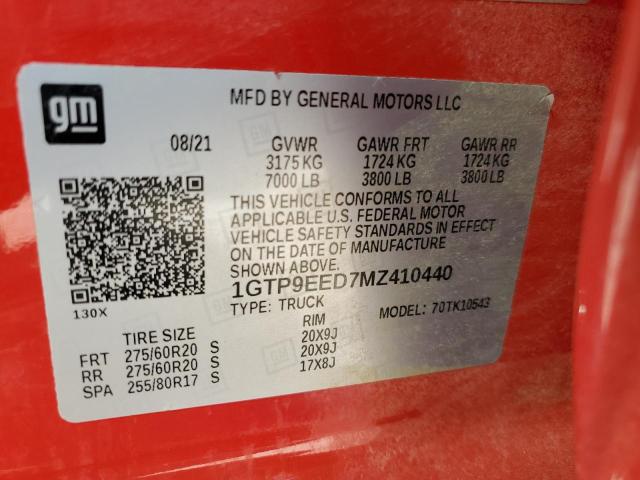 gm
MFD BY GENERAL MOTORS LLC
08/21 GVWR GAWR FRT GAWR RR
3175 KG 1724 KG 1724 KG
7000 LB 3800 LB 3800 LB
THIS VEHICLE CONFORMS TO ALL
APPLICABLE U.S. FEDERAL MOTOR
VEHICLE SAFETY STANDARDS IN EFFECT
ON THE DATE OF MANUFACTURE
SHOWN ABOVE.
1GTP9EED7MZ410440
TYPE: TRUCK MODEL: 70TK10543
130X
TIRE SIZE RIM
FRT 275/60R20 S 20X9J
RR 275/60R20 S 20X9J
SPA 255/80R17 S 17X8J